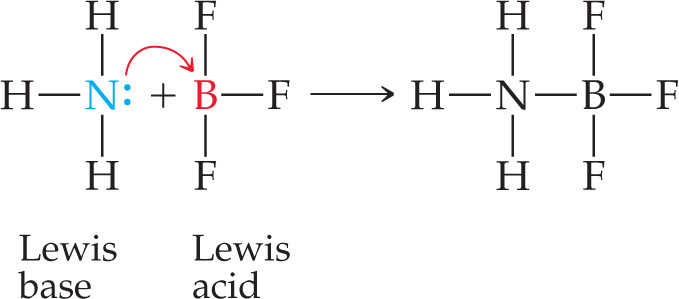 H F H F
H—N: + B—F ⟶ H—N—B—F
H F H F
Lewis Lewis
base acid